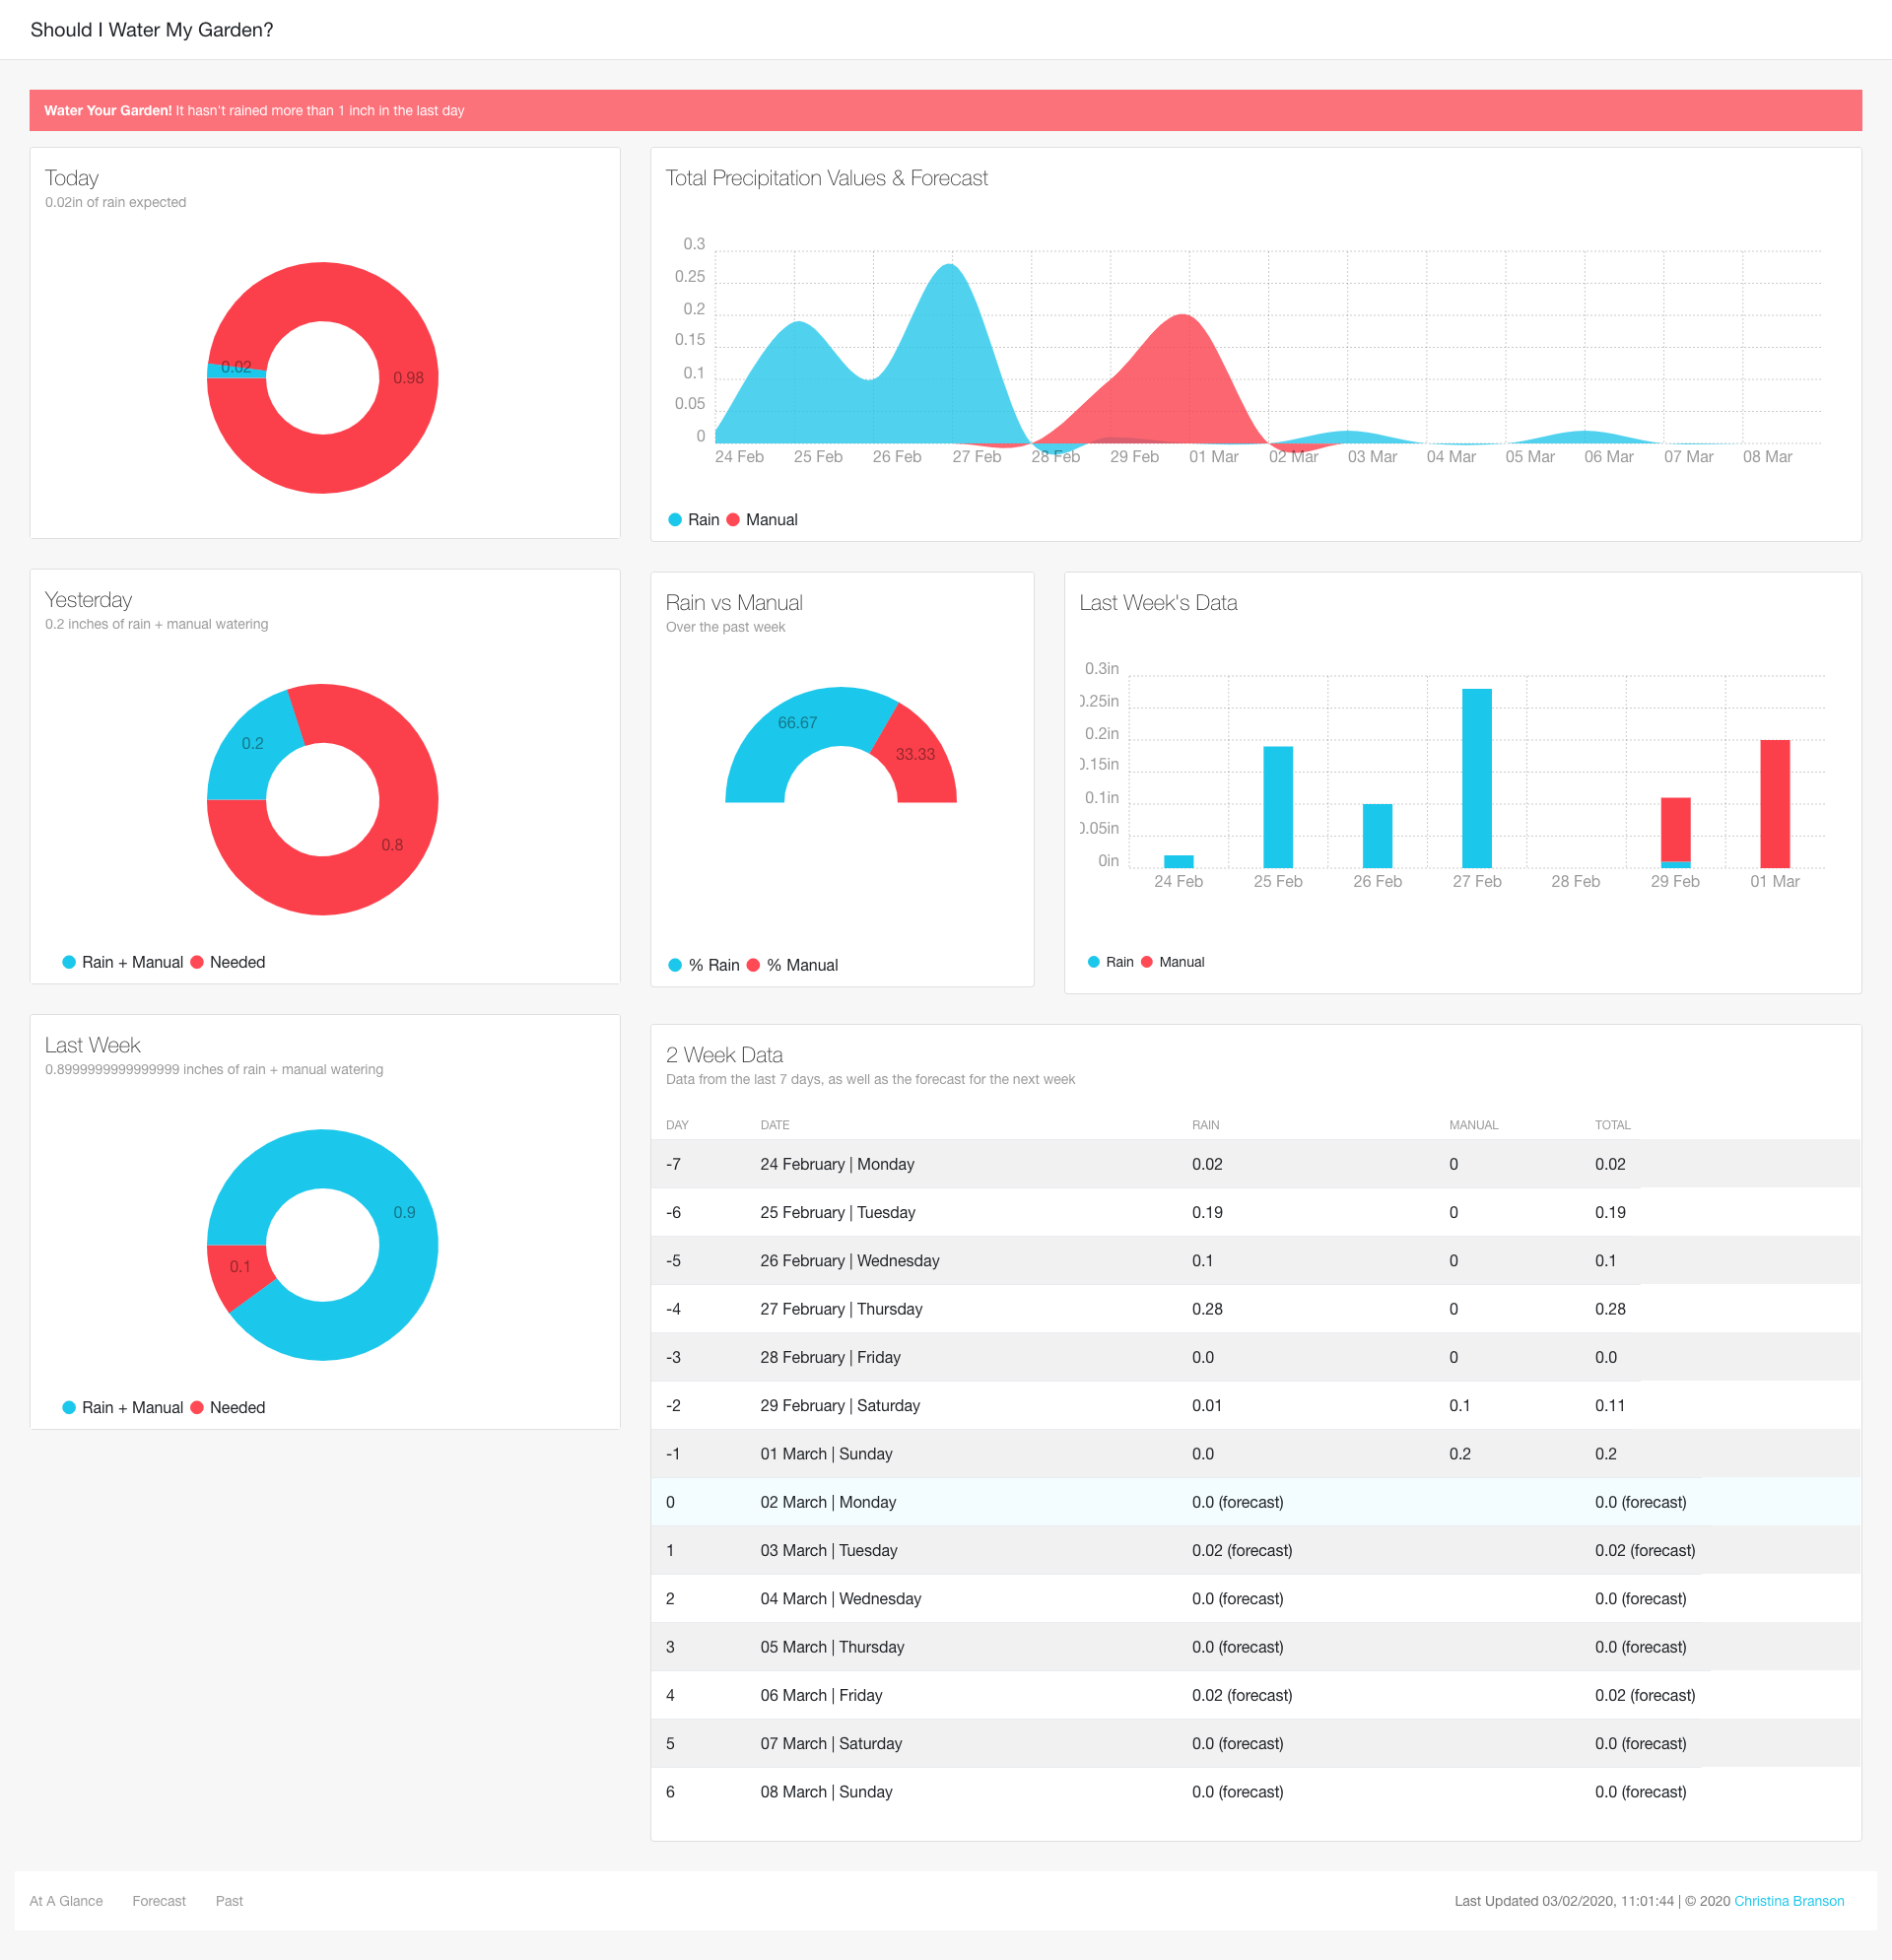 Should I Water My Garden?
Water Your Garden! It hasn't rained more than 1 inch in the last day
Today
0.02in of rain expected
0.02
0.98
Total Precipitation Values & Forecast
0.3
0.25
0.2
0.15
0.1
0.05
0
24 Feb 25 Feb 26 Feb 27 Feb 28 Feb 29 Feb 01 Mar 02 Mar 03 Mar 04 Mar 05 Mar 06 Mar 07 Mar 08 Mar
Rain Manual
Yesterday
0.2 inches of rain + manual watering
0.2
0.8
Rain + Manual Needed
Rain vs Manual
Over the past week
66.67
33.33
% Rain % Manual
Last Week's Data
0.3in
0.25in
0.2in
0.15in
0.1in
0.05in
0in
24 Feb 25 Feb 26 Feb 27 Feb 28 Feb 29 Feb 01 Mar
Rain Manual
Last Week
0.8999999999999999 inches of rain + manual watering
0.9
0.1
Rain + Manual Needed
2 Week Data
Data from the last 7 days, as well as the forecast for the next week
DAY DATE RAIN MANUAL TOTAL
-7 24 February | Monday 0.02 0 0.02
-6 25 February | Tuesday 0.19 0 0.19
-5 26 February | Wednesday 0.1 0 0.1
-4 27 February | Thursday 0.28 0 0.28
-3 28 February | Friday 0.0 0 0.0
-2 29 February | Saturday 0.01 0.1 0.11
-1 01 March | Sunday 0.0 0.2 0.2
0 02 March | Monday 0.0 (forecast) 0.0 (forecast)
1 03 March | Tuesday 0.02 (forecast) 0.02 (forecast)
2 04 March | Wednesday 0.0 (forecast) 0.0 (forecast)
3 05 March | Thursday 0.0 (forecast) 0.0 (forecast)
4 06 March | Friday 0.02 (forecast) 0.02 (forecast)
5 07 March | Saturday 0.0 (forecast) 0.0 (forecast)
6 08 March | Sunday 0.0 (forecast) 0.0 (forecast)
At A Glance Forecast Past
Last Updated 03/02/2020, 11:01:44 | © 2020 Christina Branson